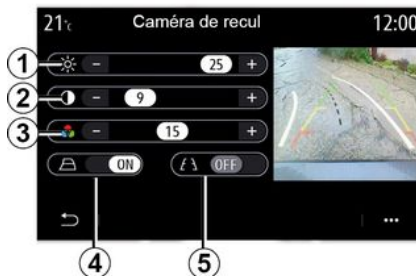 21°c Caméra de recul 12:00
1 - 25 +
2 - 9 +
3 - 15 +
ON OFF
4 5